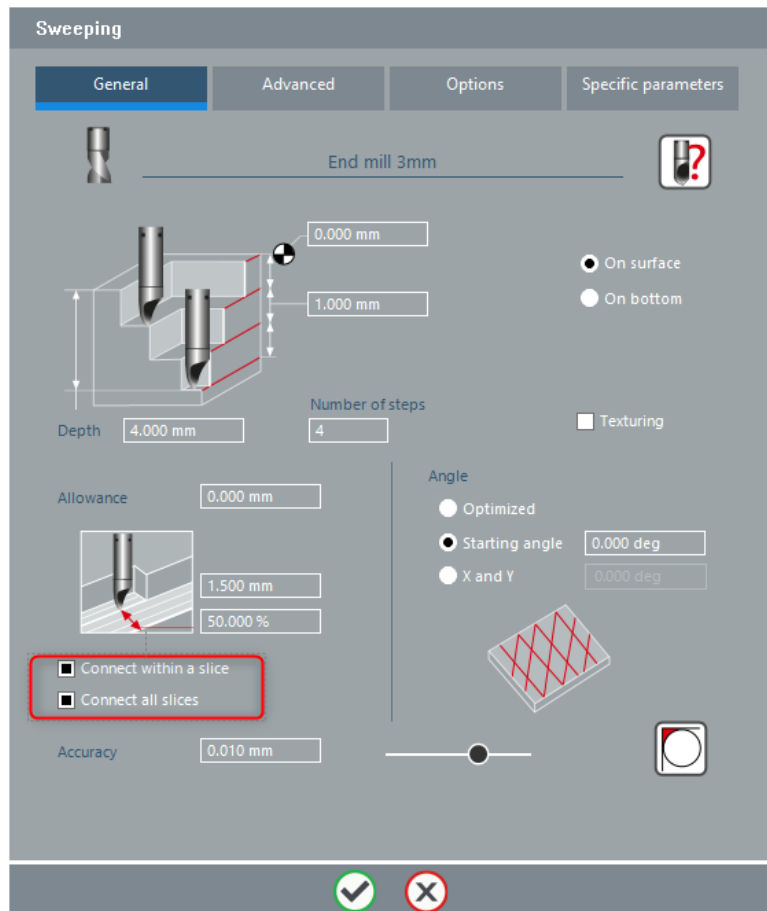 Sweeping
General Advanced Options Specific parameters
End mill 3mm
?
0.000 mm
On surface
1.000 mm
On bottom
Number of steps
Depth 4.000 mm 4
Texturing
Allowance 0.000 mm
Angle
Optimized
Starting angle 0.000 deg
1.500 mm
X and Y 0.000 deg
50.000 %
Connect within a slice
Connect all slices
Accuracy 0.010 mm